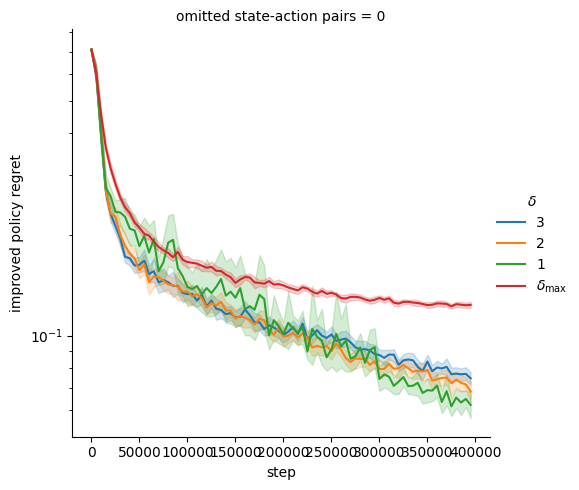 omitted state-action pairs = 0
improved policy regret
10⁻¹
0 50000 100000 150000 200000 250000 300000 350000 400000
step
δ
3
2
1
δmax